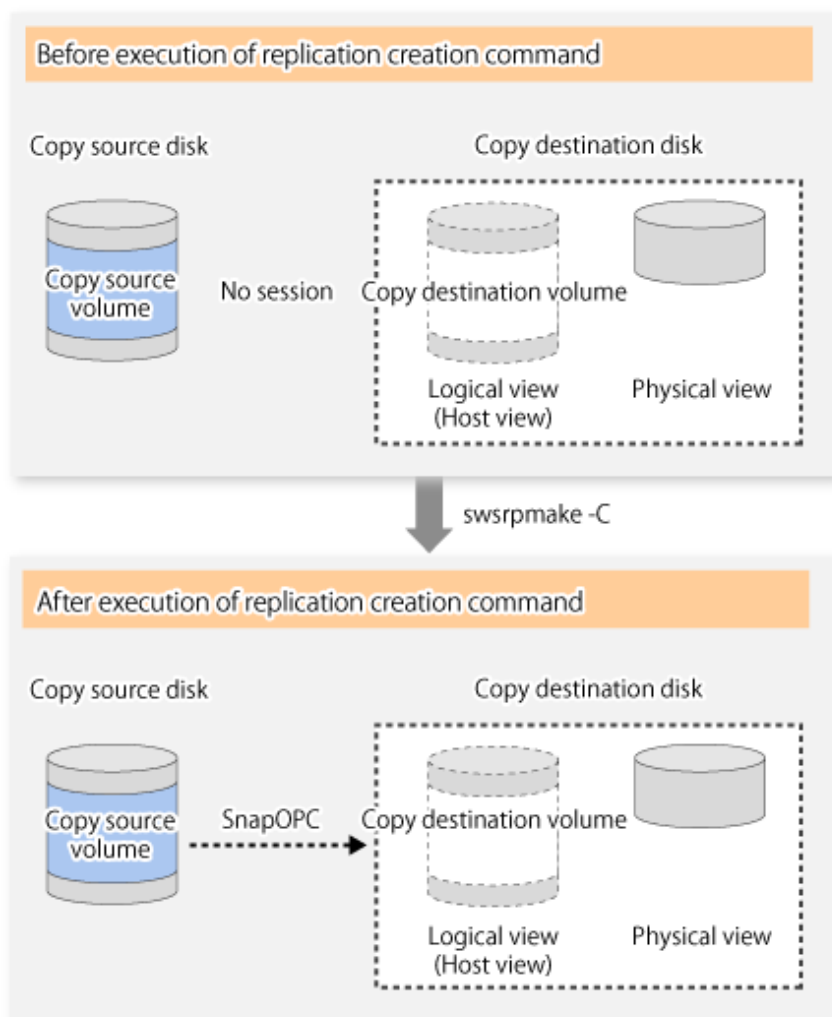 Before execution of replication creation command
Copy source disk
Copy destination disk
Copy source
volume
No session
Copy destination volume
Logical view
(Host view)
Physical view
swsrpmake -C
After execution of replication creation command
Copy source disk
Copy destination disk
Copy source
volume
SnapOPC
Copy destination volume
Logical view
(Host view)
Physical view